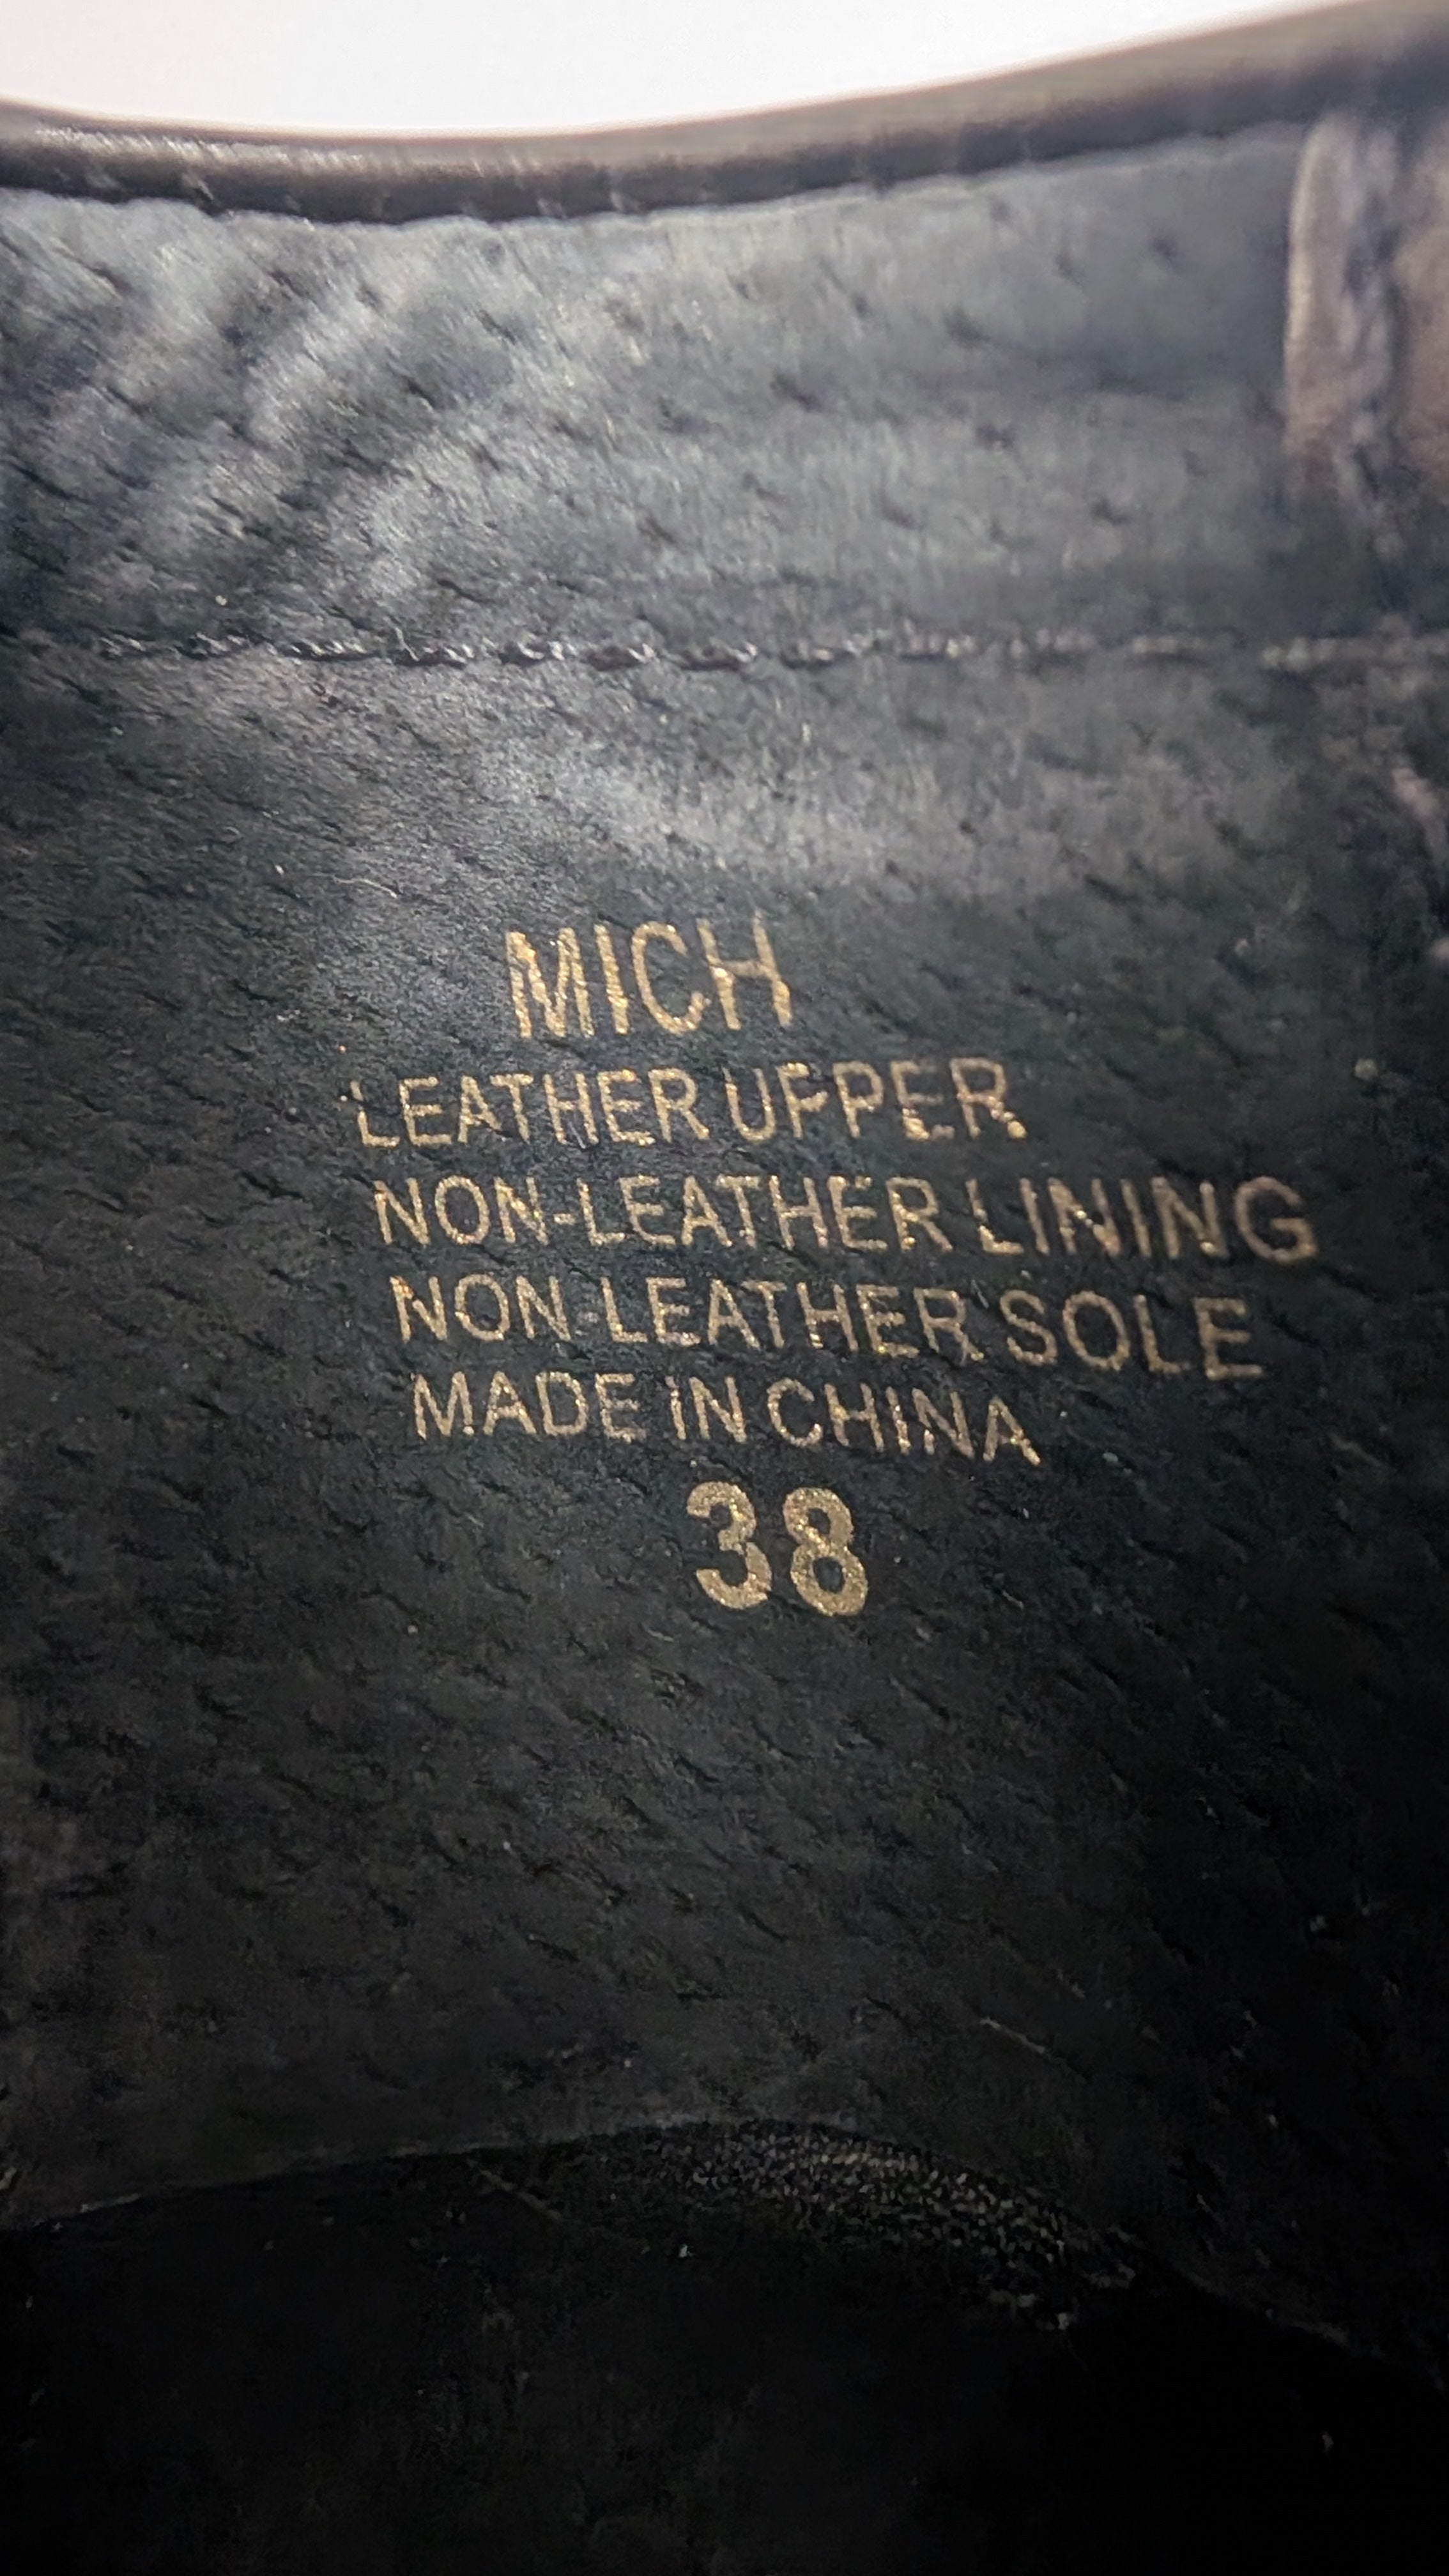 MICH
LEATHER UPPER
NON-LEATHER LINING
NON-LEATHER SOLE
MADE IN CHINA
38